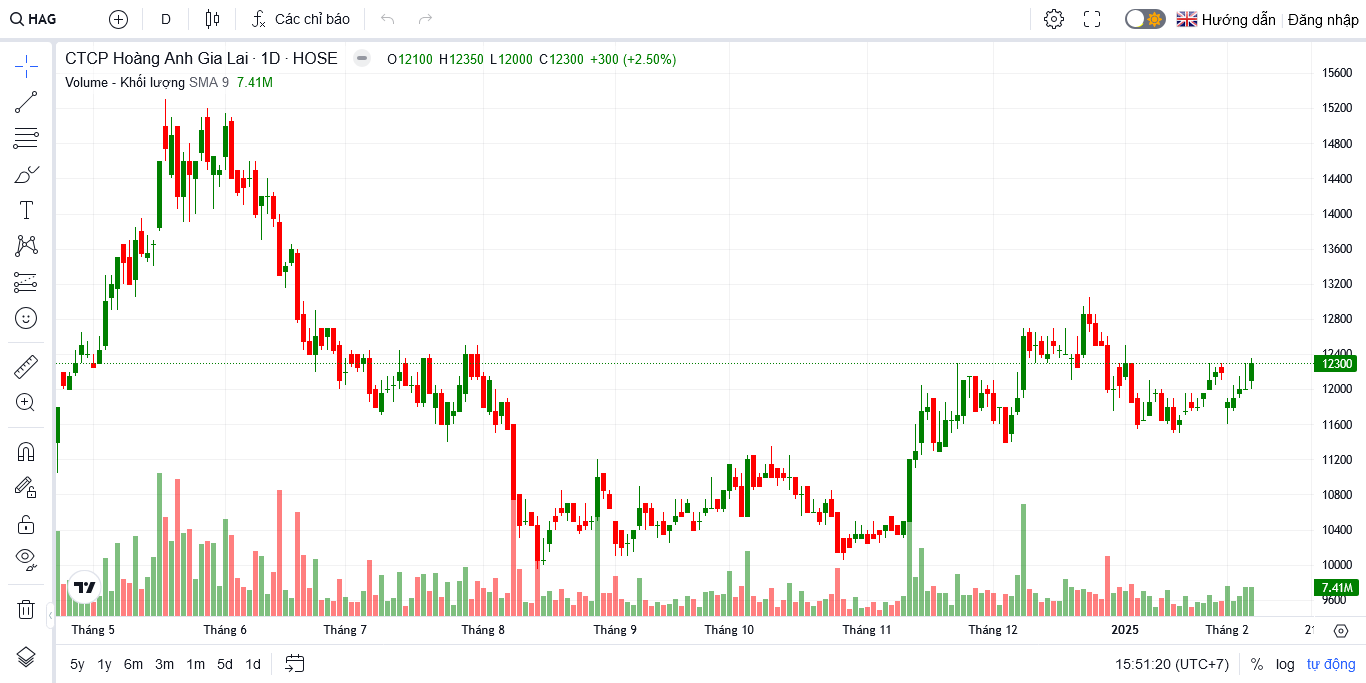 HAG D Các chỉ báo Hướng dẫn Đăng nhập
CTCP Hoàng Anh Gia Lai · 1D · HOSE O12100 H12350 L12000 C12300 +300 (+2.50%)
Volume - Khối lượng SMA 9 7.41M
15600
15200
14800
14400
14000
13600
13200
12800
12400
12300
12000
11600
11200
10800
10400
10000
7.41M
9600
Tháng 5 Tháng 6 Tháng 7 Tháng 8 Tháng 9 Tháng 10 Tháng 11 Tháng 12 2025 Tháng 2
5y 1y 6m 3m 1m 5d 1d 15:51:20 (UTC+7) % log tự động